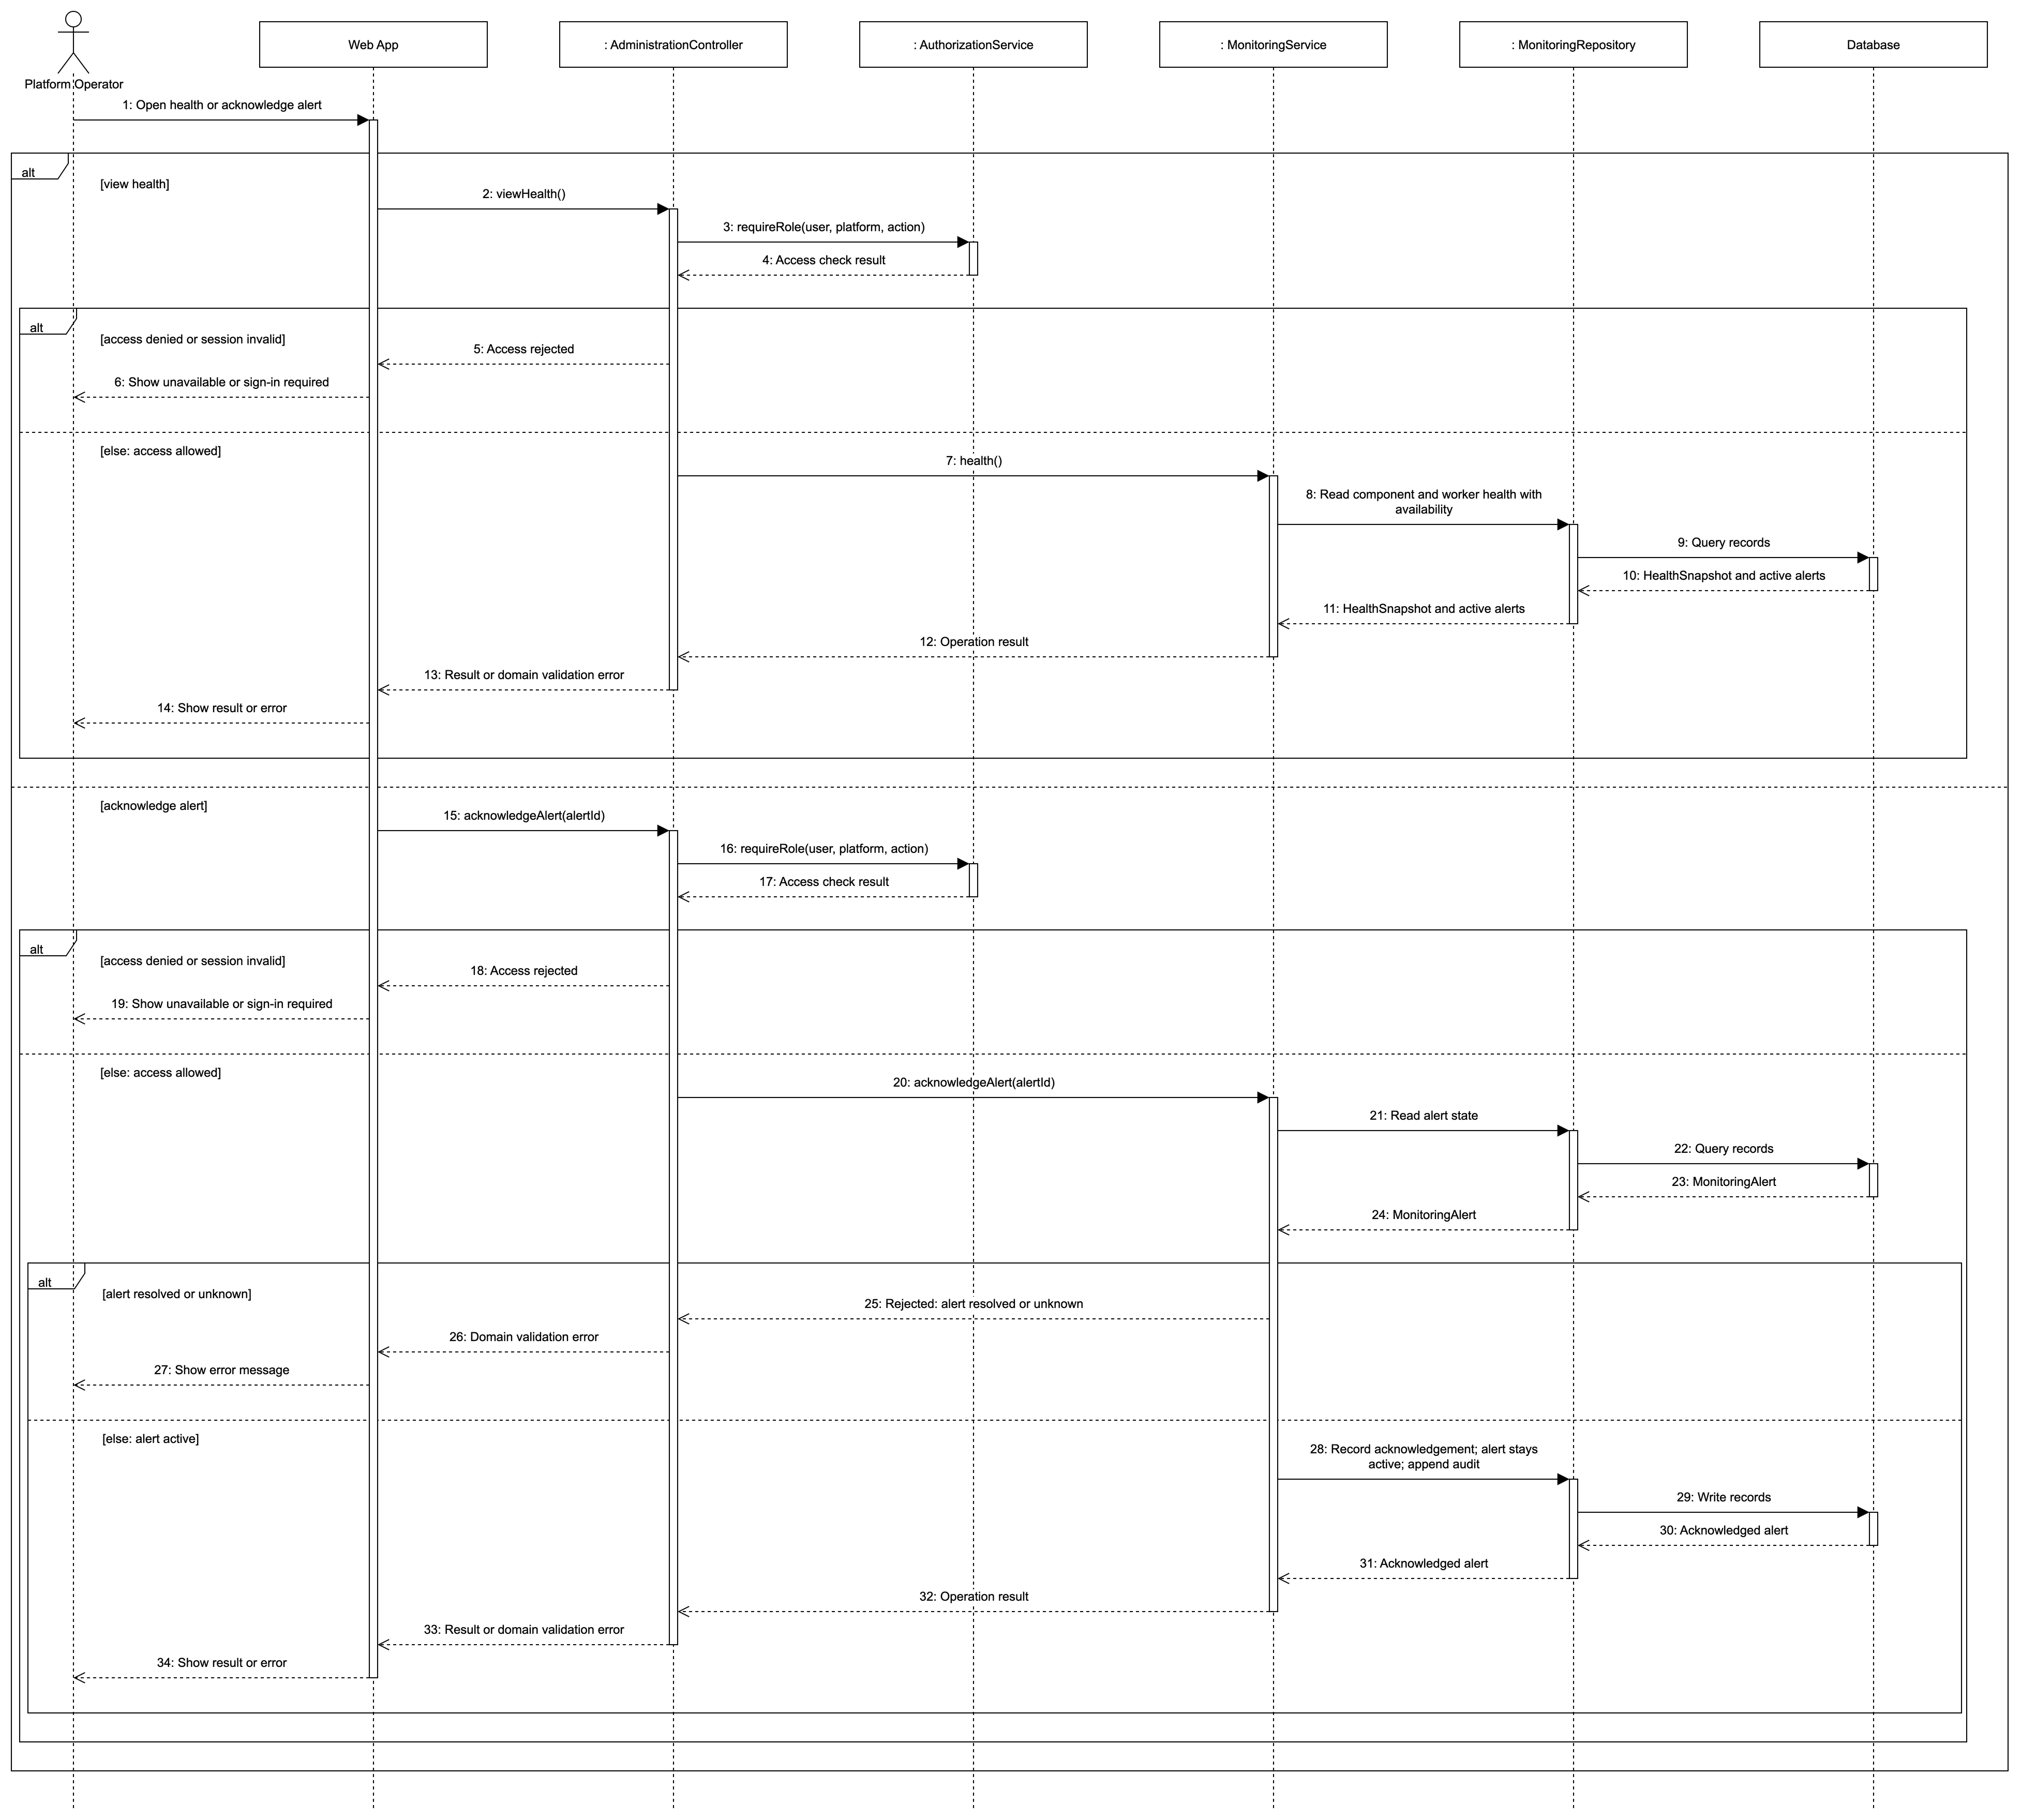 Platform Operator
Web App
: AdministrationController
: AuthorizationService
: MonitoringService
: MonitoringRepository
Database
1: Open health or acknowledge alert
alt
[view health]
2: viewHealth()
3: requireRole(user, platform, action)
4: Access check result
alt
[access denied or session invalid]
5: Access rejected
6: Show unavailable or sign-in required
[else: access allowed]
7: health()
8: Read component and worker health with
availability
9: Query records
10: HealthSnapshot and active alerts
11: HealthSnapshot and active alerts
12: Operation result
13: Result or domain validation error
14: Show result or error
[acknowledge alert]
15: acknowledgeAlert(alertId)
16: requireRole(user, platform, action)
17: Access check result
alt
[access denied or session invalid]
18: Access rejected
19: Show unavailable or sign-in required
[else: access allowed]
20: acknowledgeAlert(alertId)
21: Read alert state
22: Query records
23: MonitoringAlert
24: MonitoringAlert
alt
[alert resolved or unknown]
25: Rejected: alert resolved or unknown
26: Domain validation error
27: Show error message
[else: alert active]
28: Record acknowledgement; alert stays
active; append audit
29: Write records
30: Acknowledged alert
31: Acknowledged alert
32: Operation result
33: Result or domain validation error
34: Show result or error